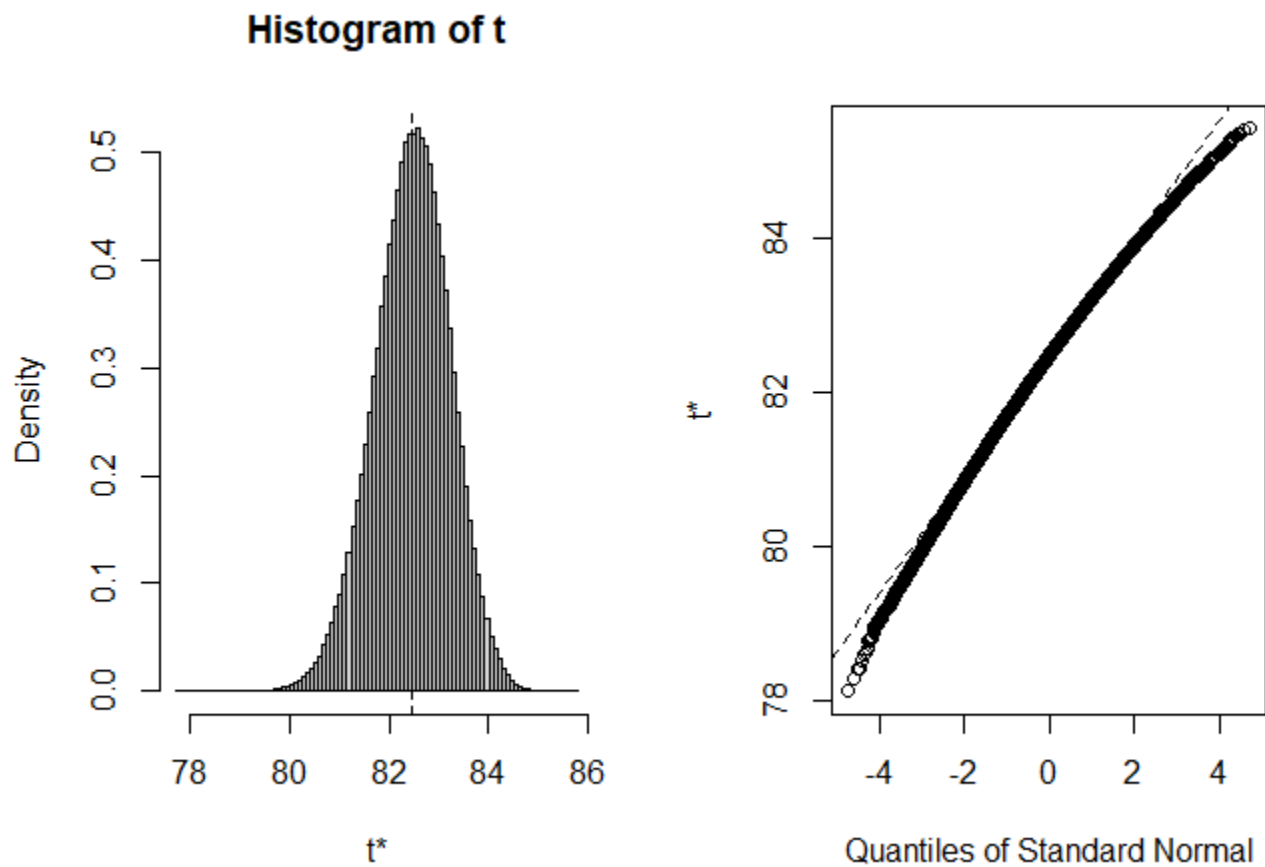 Histogram of t
Density
0.0 0.1 0.2 0.3 0.4 0.5
78 80 82 84 86
t*
t*
78 80 82 84
-4 -2 0 2 4
Quantiles of Standard Normal